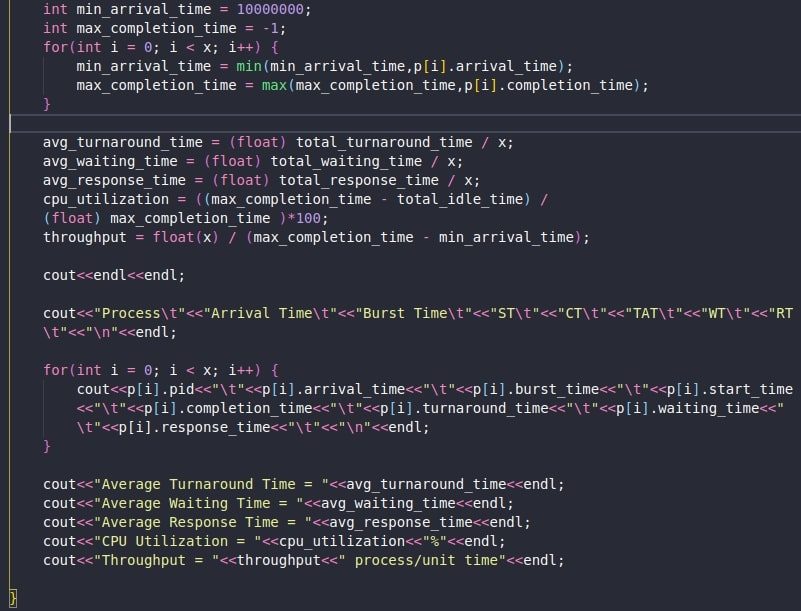 int min_arrival_time = 10000000;
int max_completion_time = -1;
for(int i = 0; i < x; i++) {
min_arrival_time = min(min_arrival_time,p[i].arrival_time);
max_completion_time = max(max_completion_time,p[i].completion_time);
}
avg_turnaround_time = (float) total_turnaround_time / x;
avg_waiting_time = (float) total_waiting_time / x;
avg_response_time = (float) total_response_time / x;
cpu_utilization = ((max_completion_time - total_idle_time) /
(float) max_completion_time )*100;
throughput = float(x) / (max_completion_time - min_arrival_time);
cout<<endl<<endl;
cout<<"Process\t"<<"Arrival Time\t"<<"Burst Time\t"<<"ST\t"<<"CT\t"<<"TAT\t"<<"WT\t"<<"RT
\t"<<"\n"<<endl;
for(int i = 0; i < x; i++) {
cout<<p[i].pid<<"\t"<<p[i].arrival_time<<"\t"<<p[i].burst_time<<"\t"<<p[i].start_time
<<"\t"<<p[i].completion_time<<"\t"<<p[i].turnaround_time<<"\t"<<p[i].waiting_time<<"
\t"<<p[i].response_time<<"\t"<<"\n"<<endl;
}
cout<<"Average Turnaround Time = "<<avg_turnaround_time<<endl;
cout<<"Average Waiting Time = "<<avg_waiting_time<<endl;
cout<<"Average Response Time = "<<avg_response_time<<endl;
cout<<"CPU Utilization = "<<cpu_utilization<<"%"<<endl;
cout<<"Throughput = "<<throughput<<" process/unit time"<<endl;
}